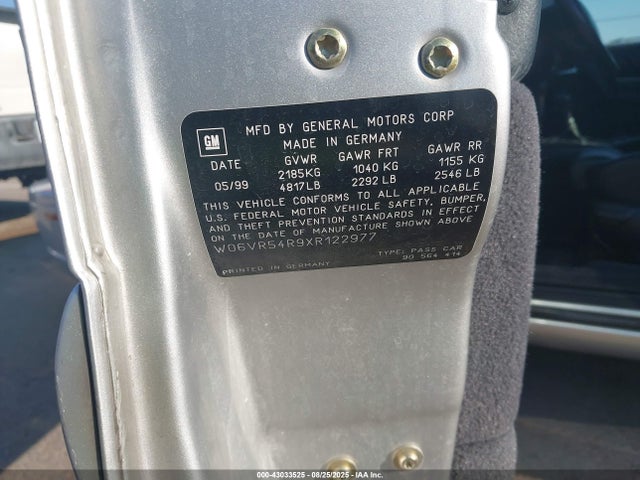 GM
MFD BY GENERAL MOTORS CORP
MADE IN GERMANY
DATE GVWR GAWR FRT GAWR RR
2185KG 1040 KG 1155 KG
05/99 4817LB 2292 LB 2546 LB
THIS VEHICLE CONFORMS TO ALL APPLICABLE
U.S. FEDERAL MOTOR VEHICLE SAFETY, BUMPER,
AND THEFT PREVENTION STANDARDS IN EFFECT
ON THE DATE OF MANUFACTURE SHOWN ABOVE
W06VR54R9XR122977
TYPE: PASS CAR
PRINTED IN GERMANY 90 564 414
000-43033525 - 08/25/2025 - IAAI.COM